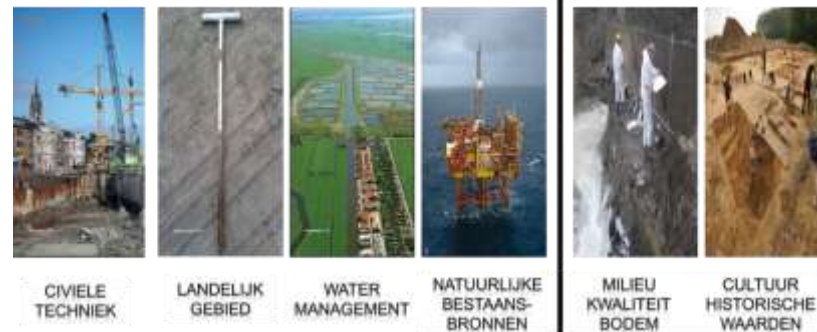 CIVIELE
TECHNIEK
LANDELIJK
GEBIED
WATER
MANAGEMENT
NATUURLIJKE
BESTAANS-
BRONNEN
MILIEU
KWALITEIT
BODEM
CULTUUR
HISTORISCHE
WAARDEN